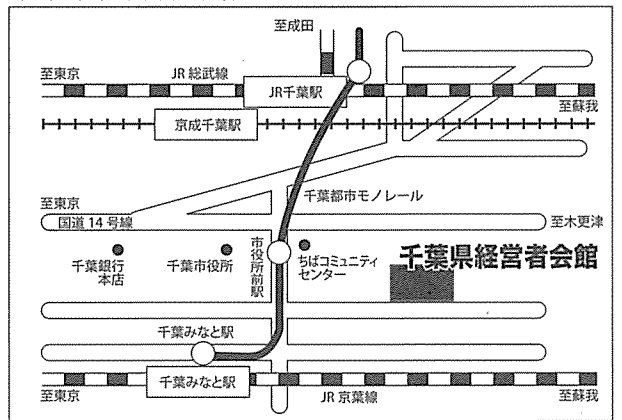 至成田
至東京
JR 総武線
JR千葉駅
至蘇我
京成千葉駅
千葉都市モノレール
至東京
国道14号線
至木更津
千葉銀行
本店
千葉市役所
市役所前駅
ちばコミュニティ
センター
千葉県経営者会館
千葉みなと駅
千葉みなと駅
至東京
JR 京葉線
至蘇我